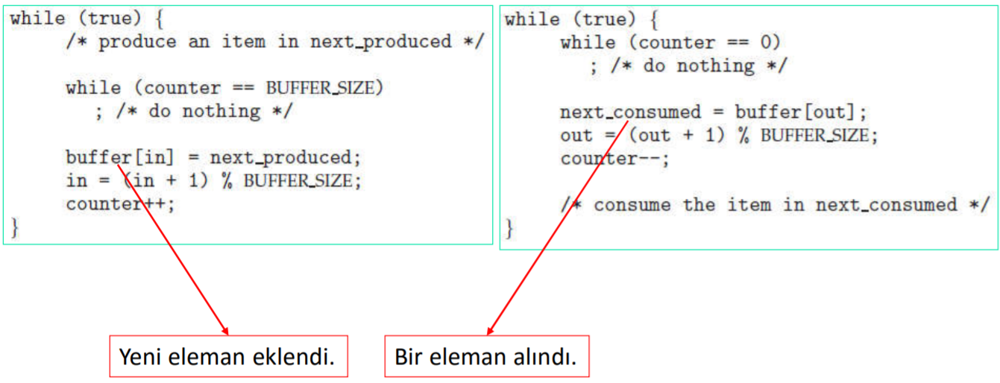 while (true) {
/* produce an item in next_produced */
while (counter == BUFFER_SIZE)
; /* do nothing */
buffer[in] = next_produced;
in = (in + 1) % BUFFER_SIZE;
counter++;
}
while (true) {
while (counter == 0)
; /* do nothing */
next_consumed = buffer[out];
out = (out + 1) % BUFFER_SIZE;
counter--;
/* consume the item in next_consumed */
}
Yeni eleman eklendi.
Bir eleman alındı.